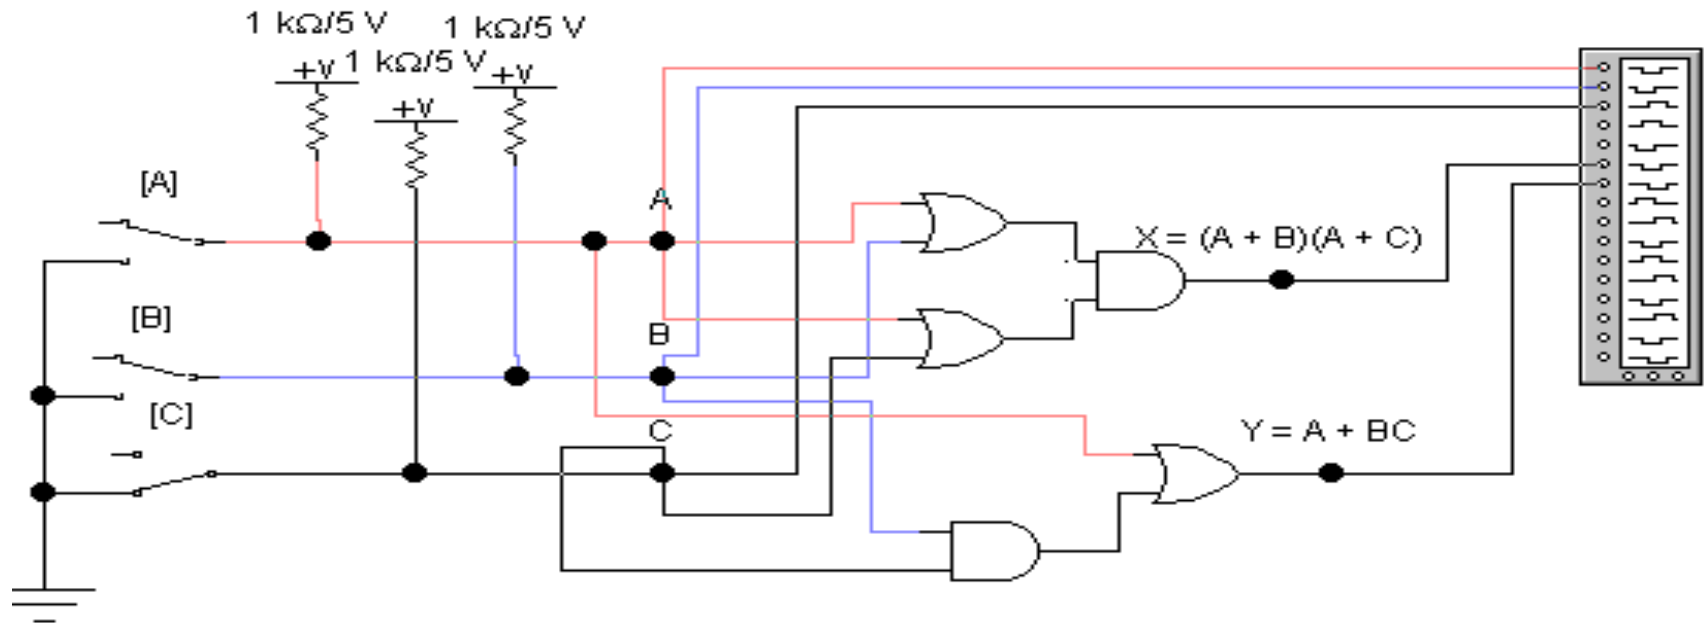 1 kΩ/5 V
1 kΩ/5 V
1 kΩ/5 V
+V
+V
+V
[A]
A
X = (A + B)(A + C)
[B]
B
[C]
C
Y = A + BC